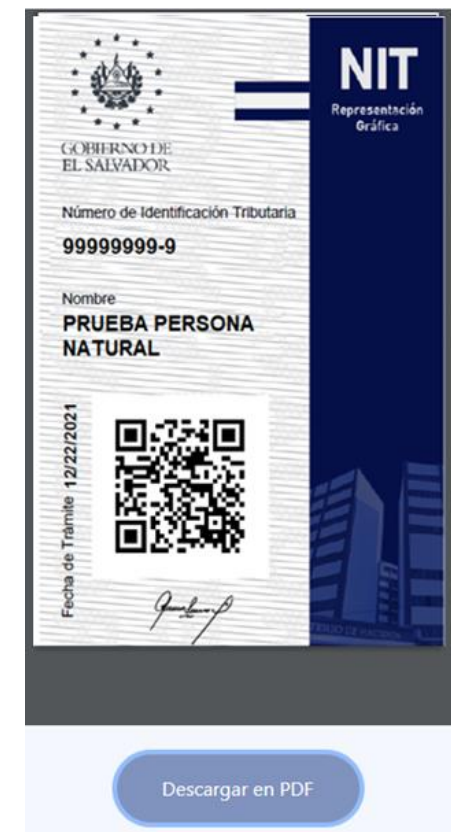 NIT
Representación
Gráfica
GOBIERNO DE
EL SALVADOR
Número de Identificación Tributaria
99999999-9
Nombre
PRUEBA PERSONA
NATURAL
Fecha de Trámite 12/22/2021
Descargar en PDF